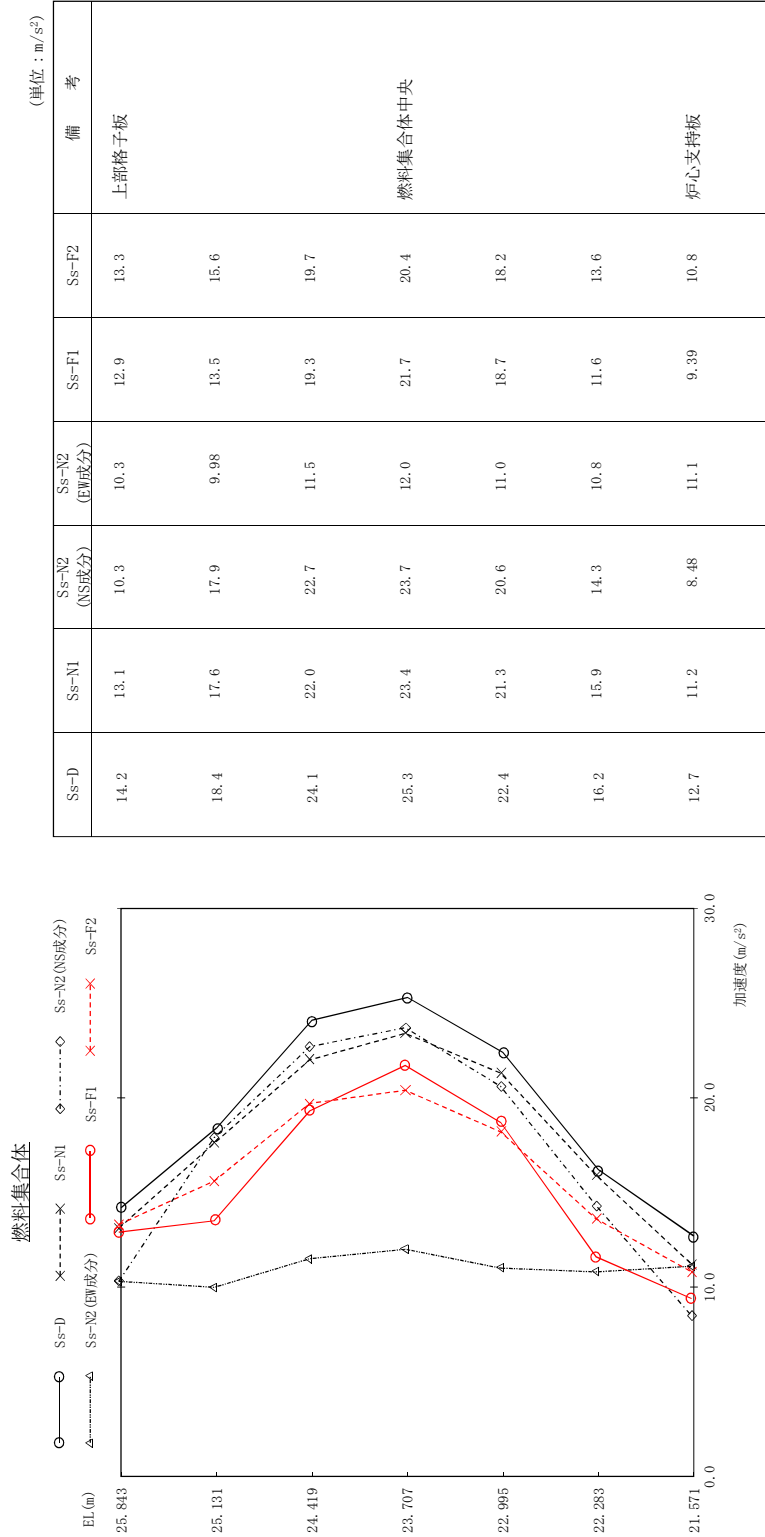 燃料集合体
Ss-D Ss-N1 Ss-N2(NS成分)
Ss-N2(EW成分) Ss-F1 Ss-F2
EL(m)
25.843
25.131
24.419
23.707
22.995
22.283
21.571
0.0 10.0 20.0 30.0
加速度(m/s²)
(単位：m/s²)
Ss-D Ss-N1 Ss-N2(NS成分) Ss-N2(EW成分) Ss-F1 Ss-F2 備 考
14.2 13.1 10.3 10.3 12.9 13.3 上部格子板
18.4 17.6 17.9 9.98 13.5 15.6
24.1 22.0 22.7 11.5 19.3 19.7
25.3 23.4 23.7 12.0 21.7 20.4 燃料集合体中央
22.4 21.3 20.6 11.0 18.7 18.2
16.2 15.9 14.3 10.8 11.6 13.6
12.7 11.2 8.48 11.1 9.39 10.8 炉心支持板